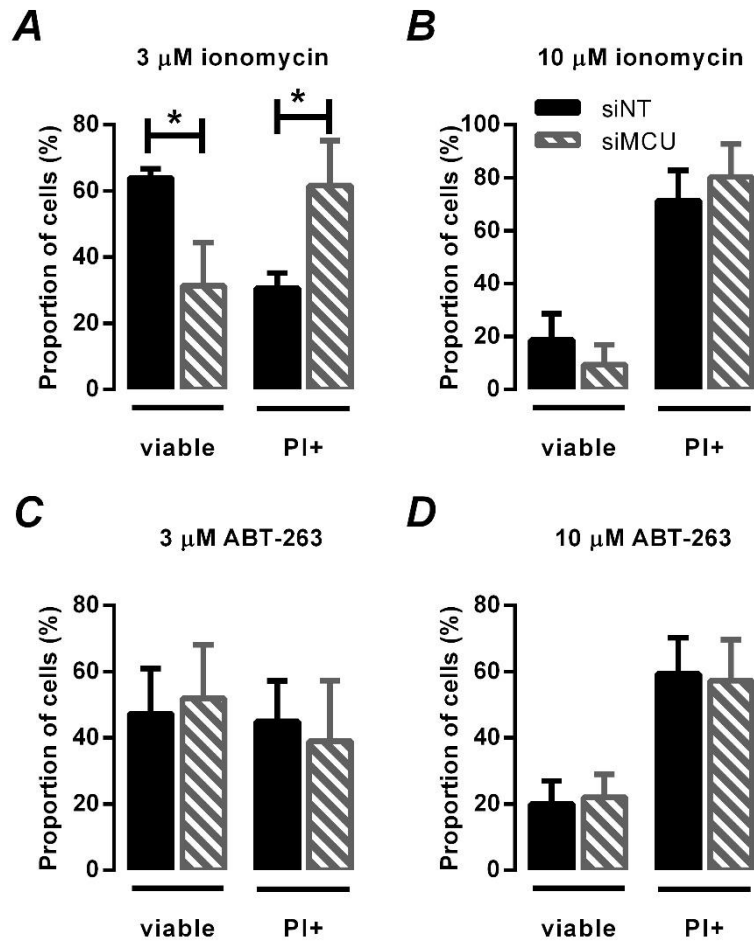 A
3 μM ionomycin
*
*
Proportion of cells (%)
80
60
40
20
0
viable
PI+
B
10 μM ionomycin
siNT
siMCU
Proportion of cells (%)
100
80
60
40
20
0
viable
PI+
C
3 μM ABT-263
Proportion of cells (%)
80
60
40
20
0
viable
PI+
D
10 μM ABT-263
Proportion of cells (%)
80
60
40
20
0
viable
PI+